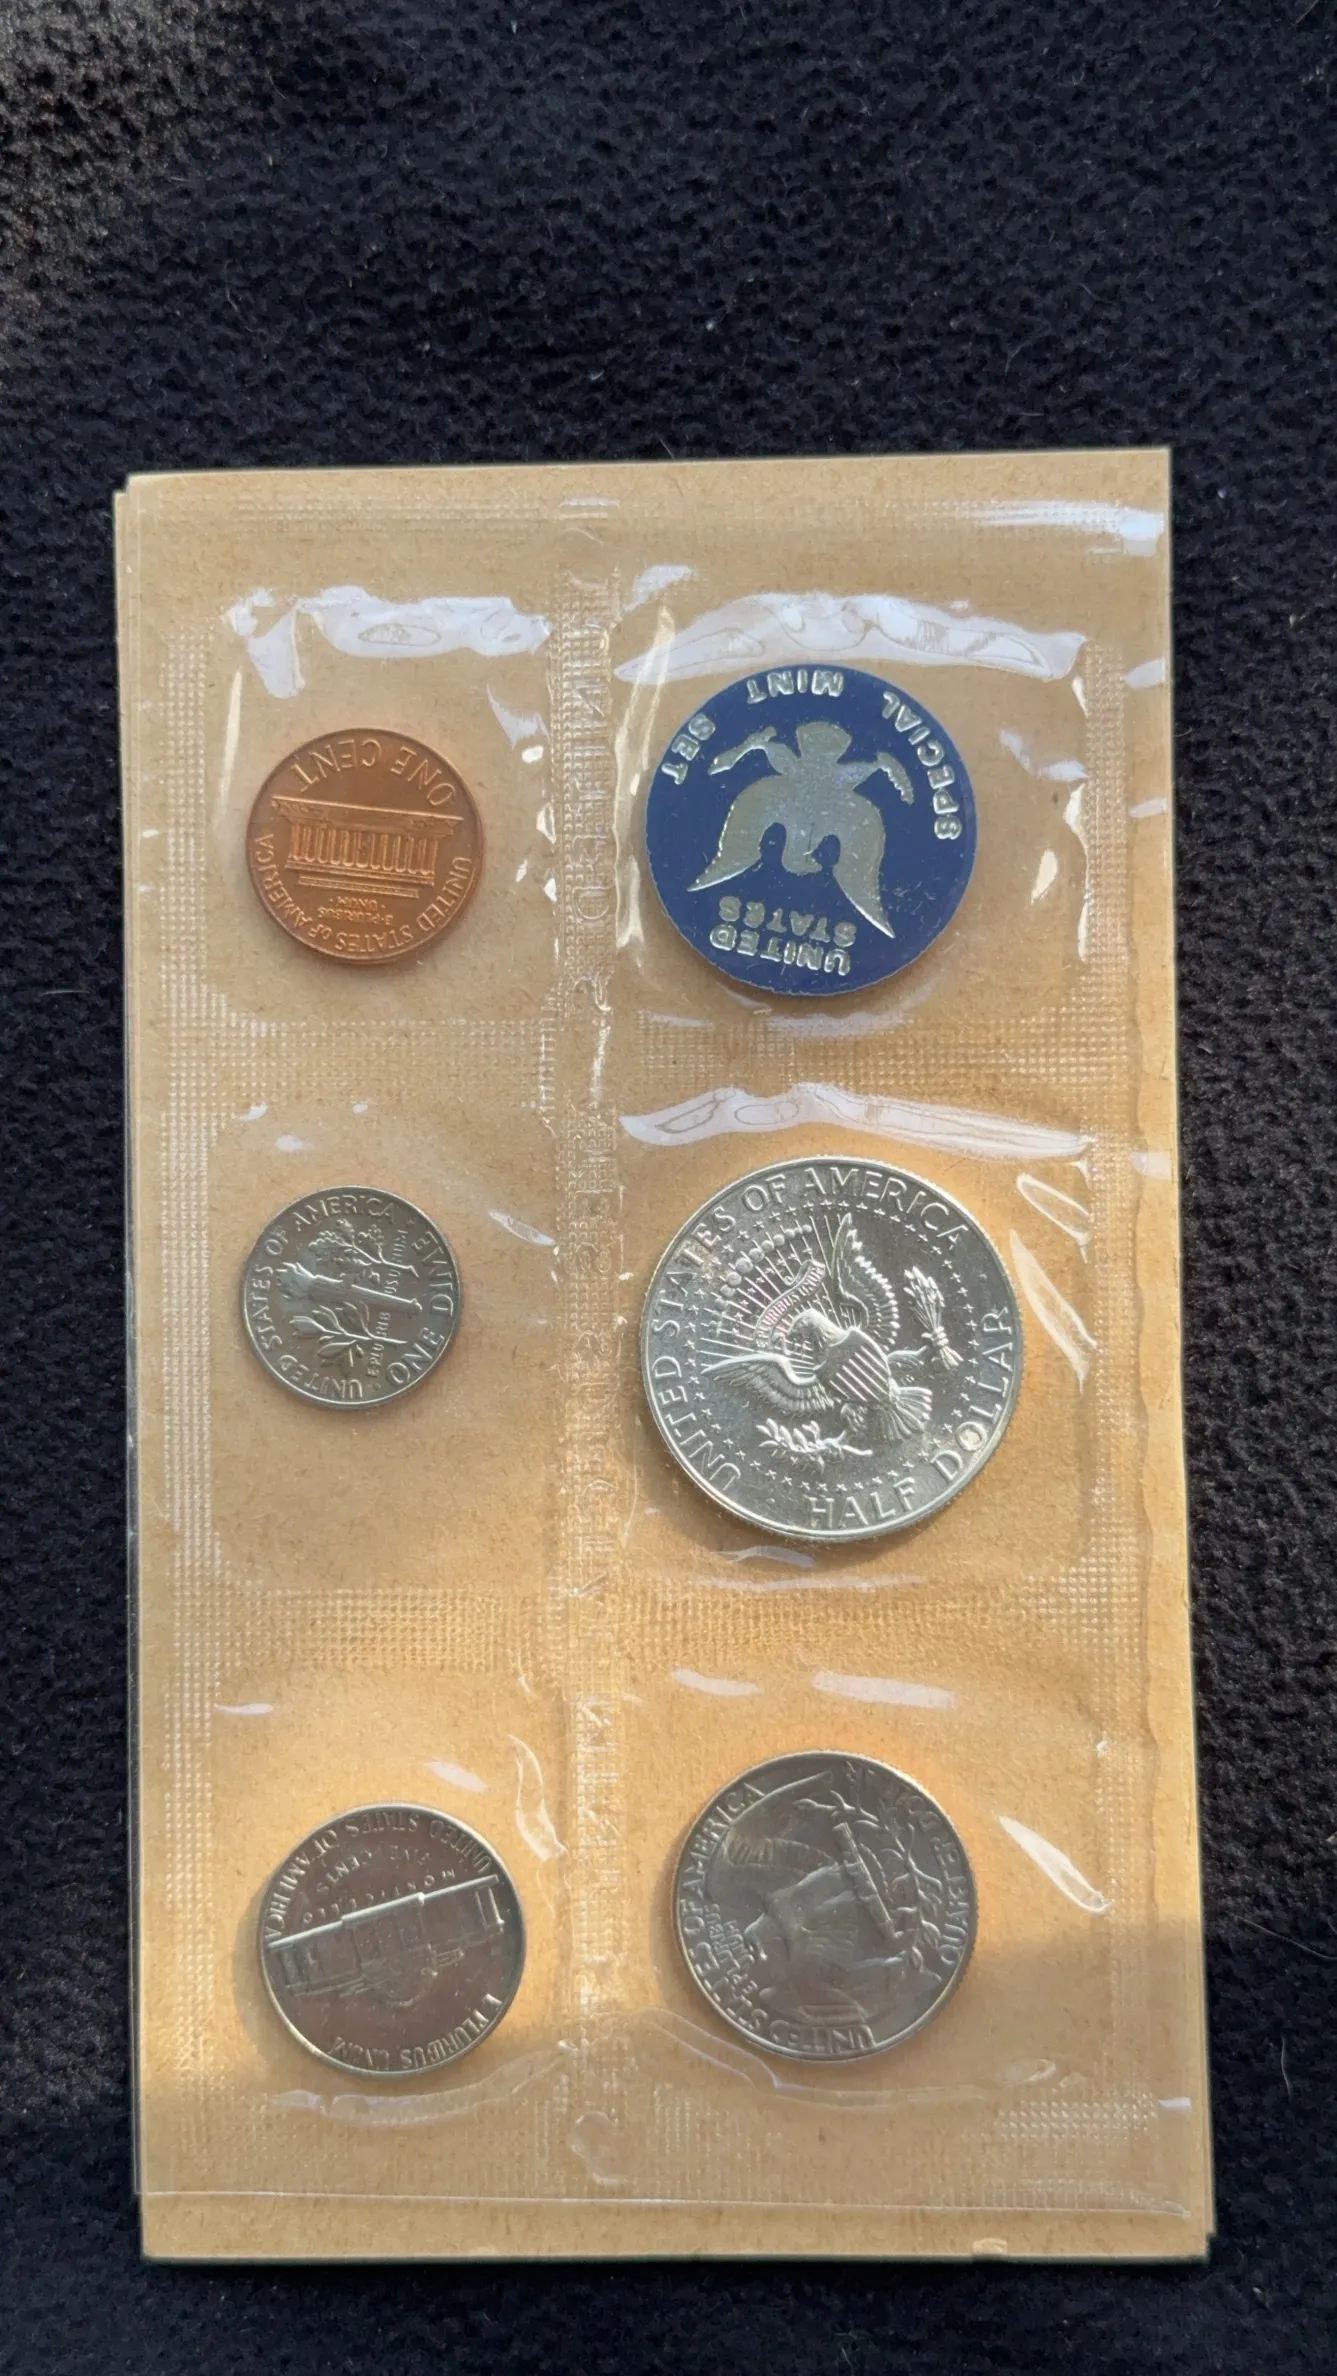 ONE CENT
UNITED STATES OF AMERICA
E·PLURIBUS
·UNUM·
SPECIAL MINT SET
UNITED
STATES
UNITED STATES OF AMERICA
ONE DIME
E PLURIBUS UNUM
UNITED STATES OF AMERICA
E PLURIBUS UNUM
HALF DOLLAR
UNITED STATES OF AMERICA
FIVE CENTS
MONTICELLO
E PLURIBUS UNUM
UNITED STATES OF AMERICA
E PLURIBUS
UNUM
QUARTER DOLLAR